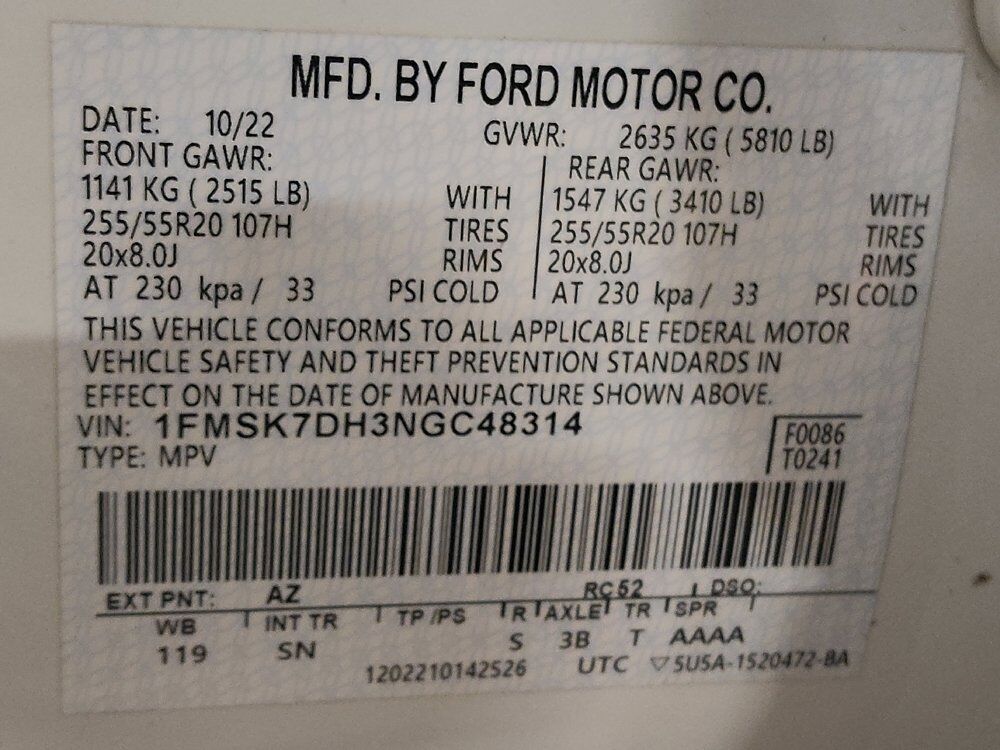 MFD. BY FORD MOTOR CO.
DATE: 10/22 GVWR: 2635 KG ( 5810 LB)
FRONT GAWR: REAR GAWR:
1141 KG ( 2515 LB) WITH 1547 KG ( 3410 LB) WITH
255/55R20 107H TIRES 255/55R20 107H TIRES
20x8.0J RIMS 20x8.0J RIMS
AT 230 kpa / 33 PSI COLD AT 230 kpa / 33 PSI COLD
THIS VEHICLE CONFORMS TO ALL APPLICABLE FEDERAL MOTOR
VEHICLE SAFETY AND THEFT PREVENTION STANDARDS IN
EFFECT ON THE DATE OF MANUFACTURE SHOWN ABOVE.
VIN: 1FMSK7DH3NGC48314
TYPE: MPV
F0086
T0241
EXT PNT: AZ RC 52 DSO:
WB INT TR TP /PS R AXLE TR SPR
119 SN S 3B T AAAA
1202210142526 UTC ▽5U5A-1520472-BA